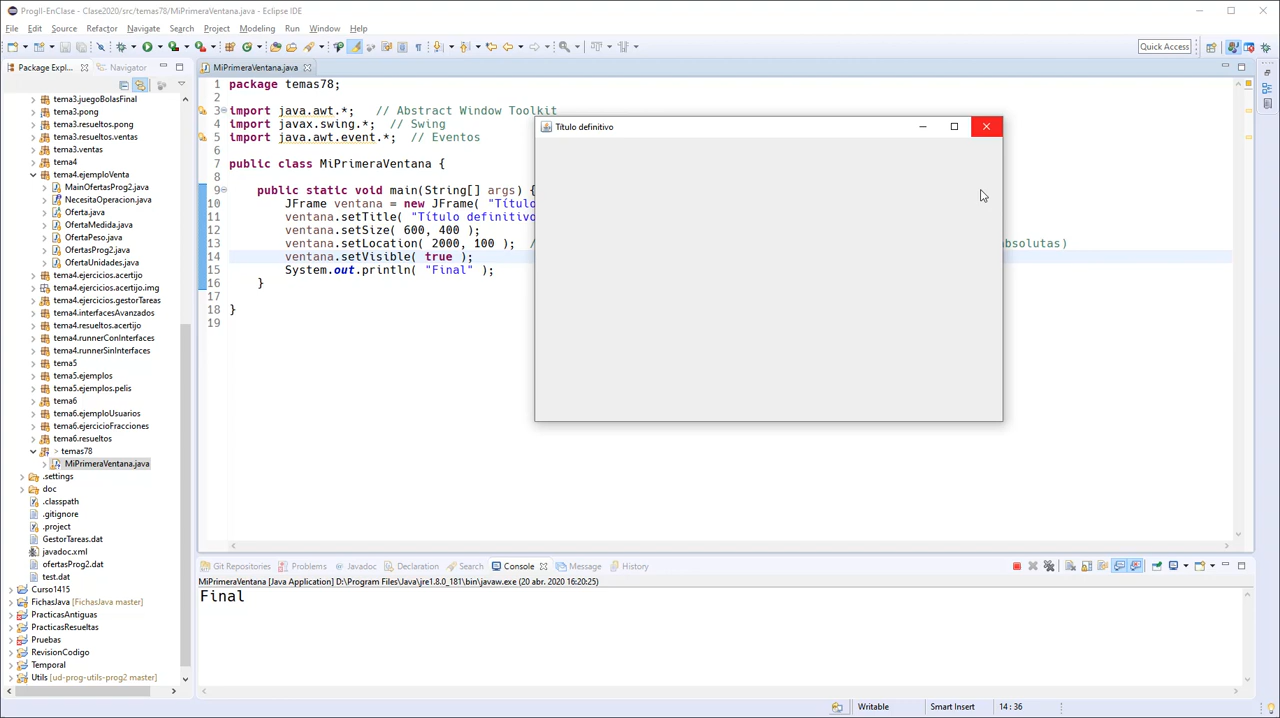 ProgII-EnClase - Clase2020/src/temas78/MiPrimeraVentana.java - Eclipse IDE
File Edit Source Refactor Navigate Search Project Modeling Run Window Help
Quick Access
Package Expl...
Navigator
tema3.juegoBolasFinal
tema3.pong
tema3.resueltos.pong
tema3.resueltos.ventas
tema3.ventas
tema4
tema4.ejemploVenta
MainOfertasProg2.java
NecesitaOperacion.java
Oferta.java
OfertaMedida.java
OfertaPeso.java
OfertasProg2.java
OfertaUnidades.java
tema4.ejercicios.acertijo
tema4.ejercicios.acertijo.img
tema4.ejercicios.gestorTareas
tema4.interfacesAvanzados
tema4.resueltos.acertijo
tema4.runnerConInterfaces
tema4.runnerSinInterfaces
tema5
tema5.ejemplos
tema5.ejemplos.pelis
tema6
tema6.ejemploUsuarios
tema6.ejercicioFracciones
tema6.resueltos
> temas78
MiPrimeraVentana.java
.settings
doc
.classpath
.gitignore
.project
GestorTareas.dat
javadoc.xml
ofertasProg2.dat
test.dat
Curso1415
FichasJava [FichasJava master]
PracticasAntiguas
PracticasResueltas
Pruebas
RevisionCodigo
Temporal
Utils [ud-prog-utils-prog2 master]
MiPrimeraVentana.java
1 package temas78;
2
3 import java.awt.*; // Abstract Window Toolkit
4 import javax.swing.*; // Swing
5 import java.awt.event.*; // Eventos
6
7 public class MiPrimeraVentana {
8
9 public static void main(String[] args) {
10 JFrame ventana = new JFrame( "Título
11 ventana.setTitle( "Título definitivo
12 ventana.setSize( 600, 400 );
13 ventana.setLocation( 2000, 100 ); / absolutas)
14 ventana.setVisible( true );
15 System.out.println( "Final" );
16 }
17
18 }
19
Título definitivo
Git Repositories Problems Javadoc Declaration Search Console Message History
MiPrimeraVentana [Java Application] D:\Program Files\Java\jre1.8.0_181\bin\javaw.exe (20 abr. 2020 16:20:25)
Final
Writable Smart Insert 14 : 36